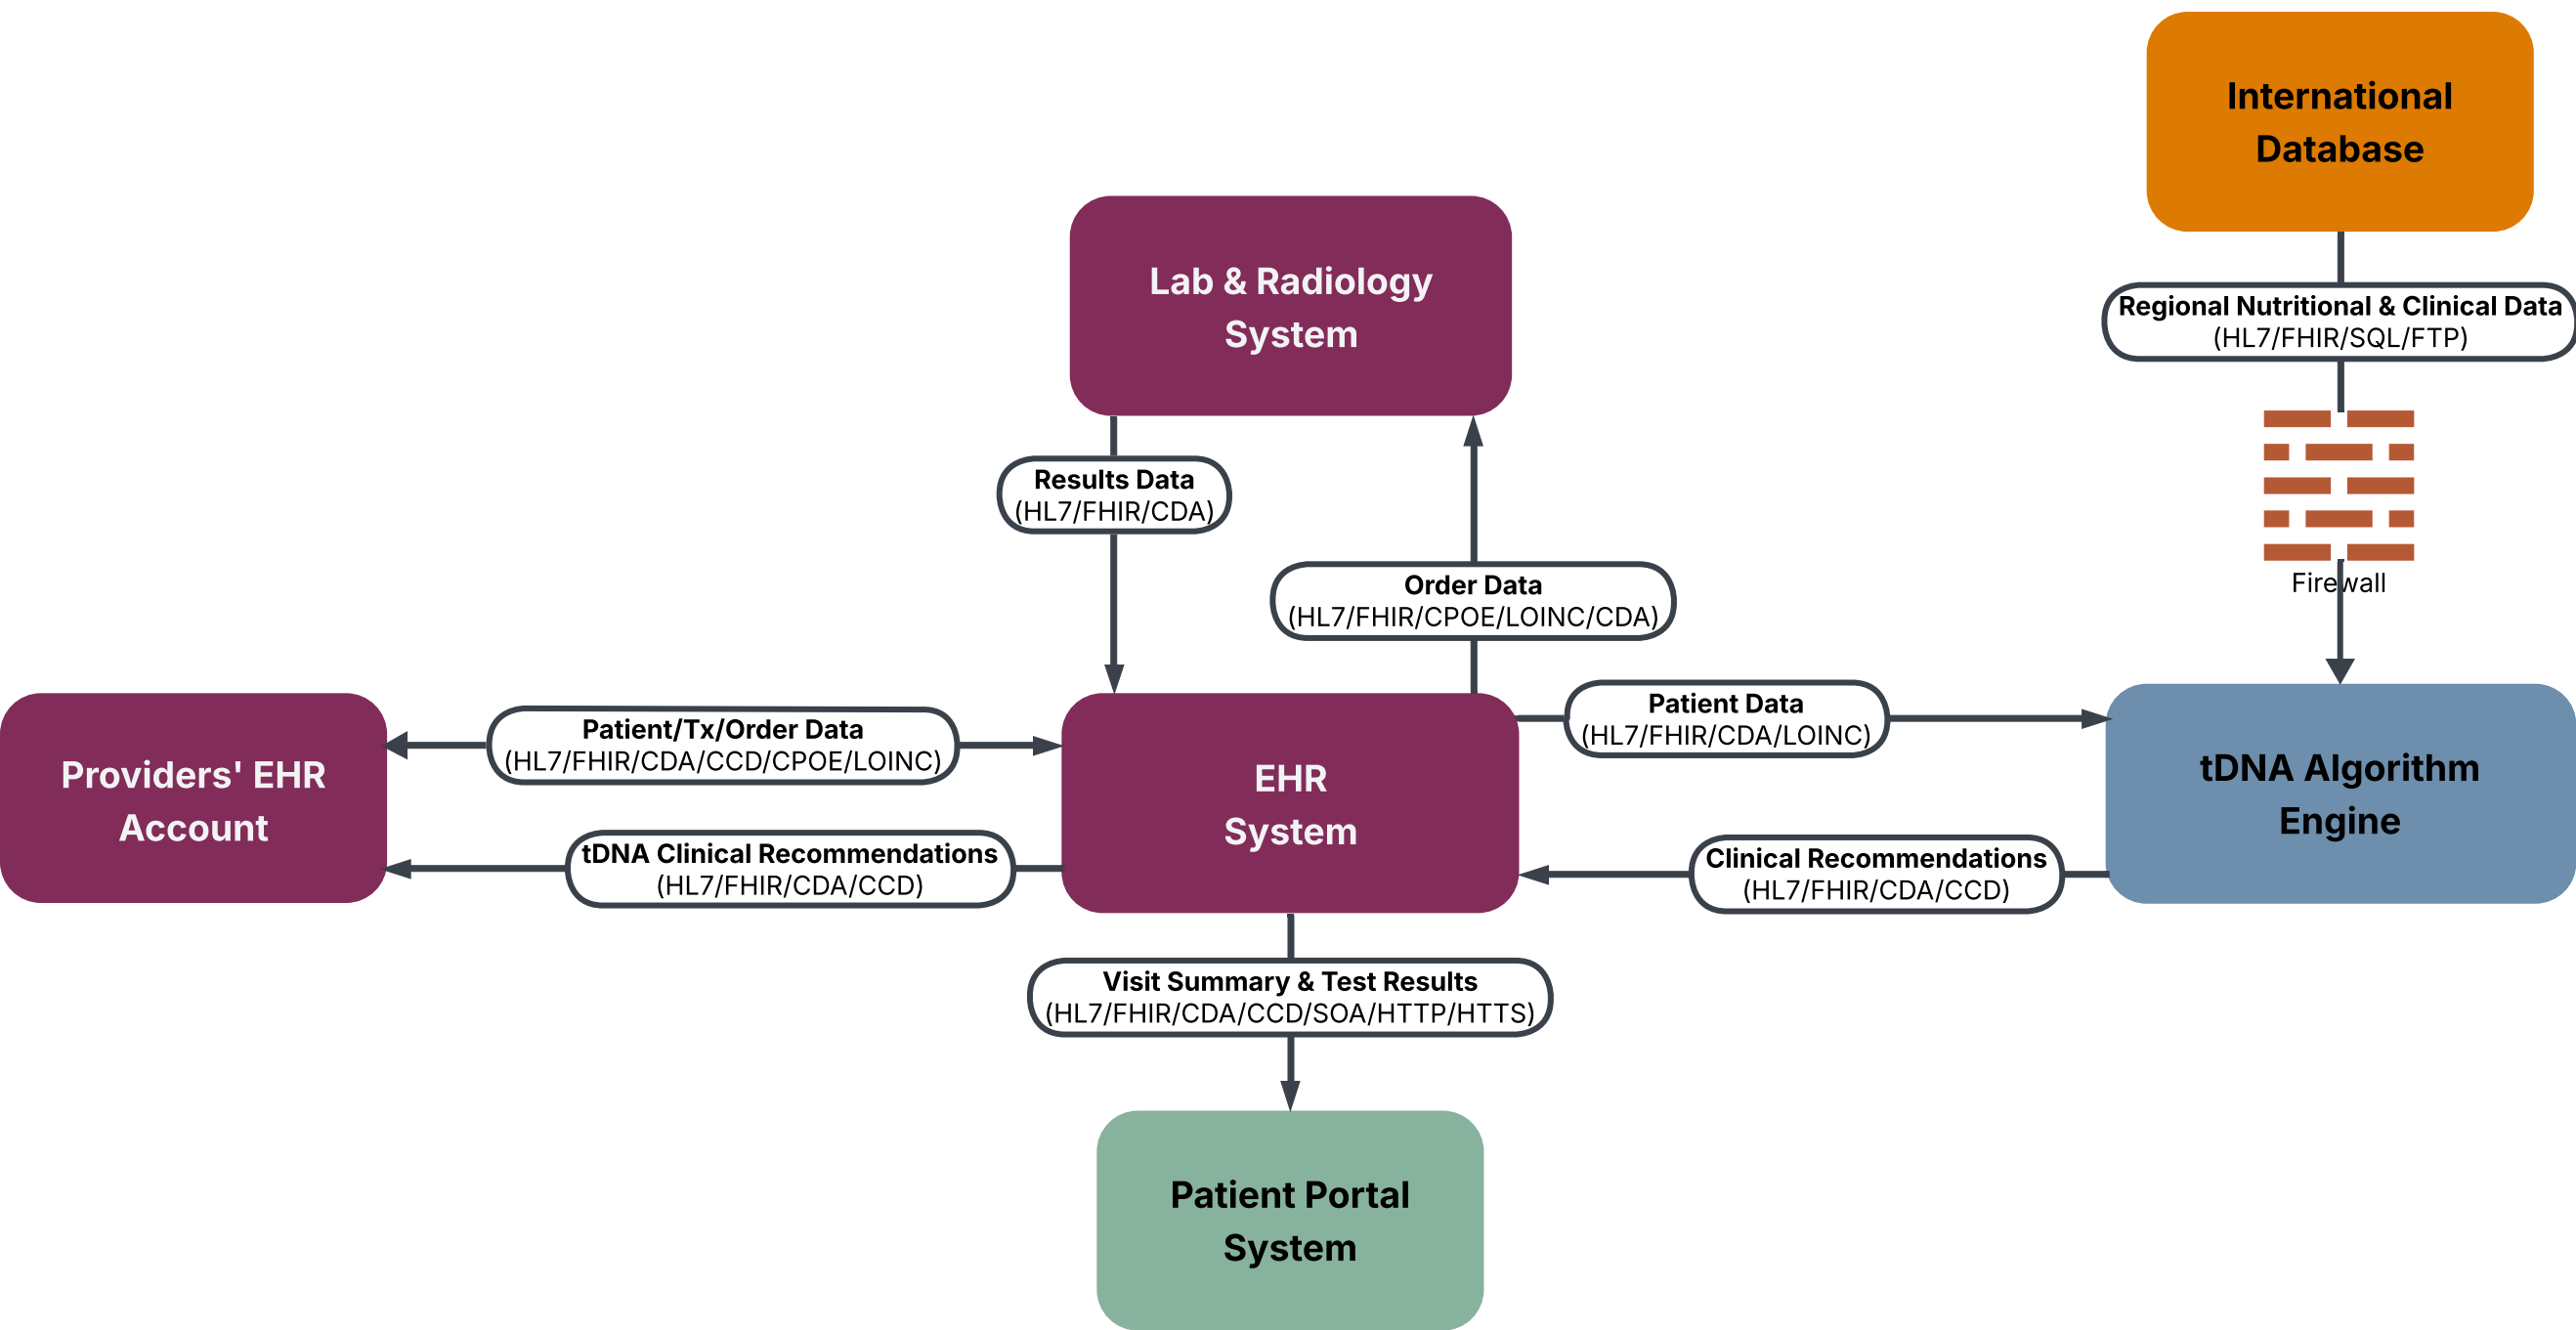 International
Database
Regional Nutritional & Clinical Data
(HL7/FHIR/SQL/FTP)
Firewall
Lab & Radiology
System
Results Data
(HL7/FHIR/CDA)
Order Data
(HL7/FHIR/CPOE/LOINC/CDA)
Patient/Tx/Order Data
(HL7/FHIR/CDA/CCD/CPOE/LOINC)
Patient Data
(HL7/FHIR/CDA/LOINC)
Providers' EHR
Account
EHR
System
tDNA Algorithm
Engine
tDNA Clinical Recommendations
(HL7/FHIR/CDA/CCD)
Clinical Recommendations
(HL7/FHIR/CDA/CCD)
Visit Summary & Test Results
(HL7/FHIR/CDA/CCD/SOA/HTTP/HTTS)
Patient Portal
System